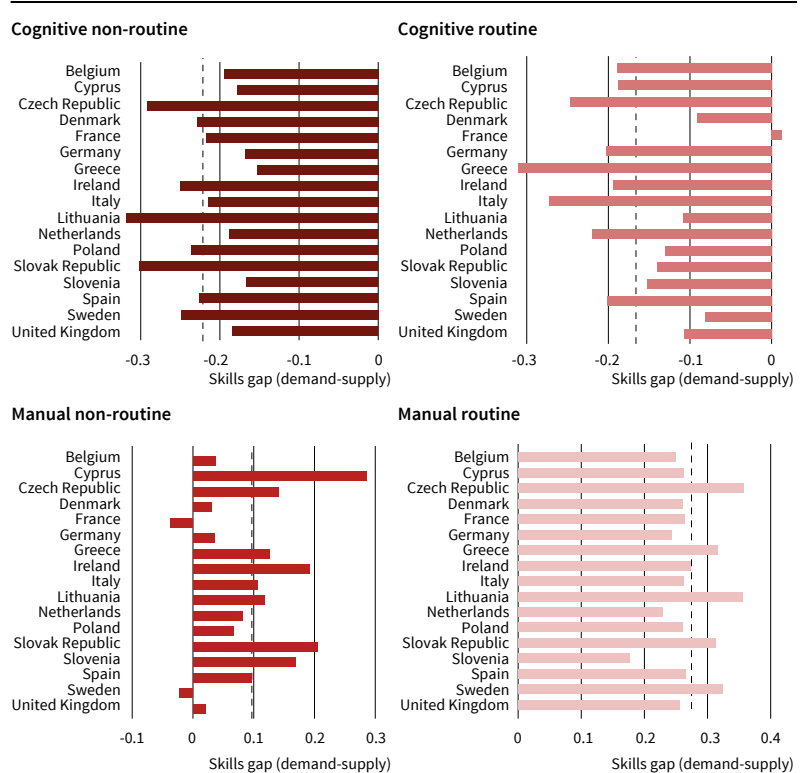 Cognitive non-routine
Belgium
Cyprus
Czech Republic
Denmark
France
Germany
Greece
Ireland
Italy
Lithuania
Netherlands
Poland
Slovak Republic
Slovenia
Spain
Sweden
United Kingdom
-0.3 -0.2 -0.1 0
Skills gap (demand-supply)
Cognitive routine
Belgium
Cyprus
Czech Republic
Denmark
France
Germany
Greece
Ireland
Italy
Lithuania
Netherlands
Poland
Slovak Republic
Slovenia
Spain
Sweden
United Kingdom
-0.3 -0.2 -0.1 0
Skills gap (demand-supply)
Manual non-routine
Belgium
Cyprus
Czech Republic
Denmark
France
Germany
Greece
Ireland
Italy
Lithuania
Netherlands
Poland
Slovak Republic
Slovenia
Spain
Sweden
United Kingdom
-0.1 0 0.1 0.2 0.3
Skills gap (demand-supply)
Manual routine
Belgium
Cyprus
Czech Republic
Denmark
France
Germany
Greece
Ireland
Italy
Lithuania
Netherlands
Poland
Slovak Republic
Slovenia
Spain
Sweden
United Kingdom
0 0.1 0.2 0.3 0.4
Skills gap (demand-supply)